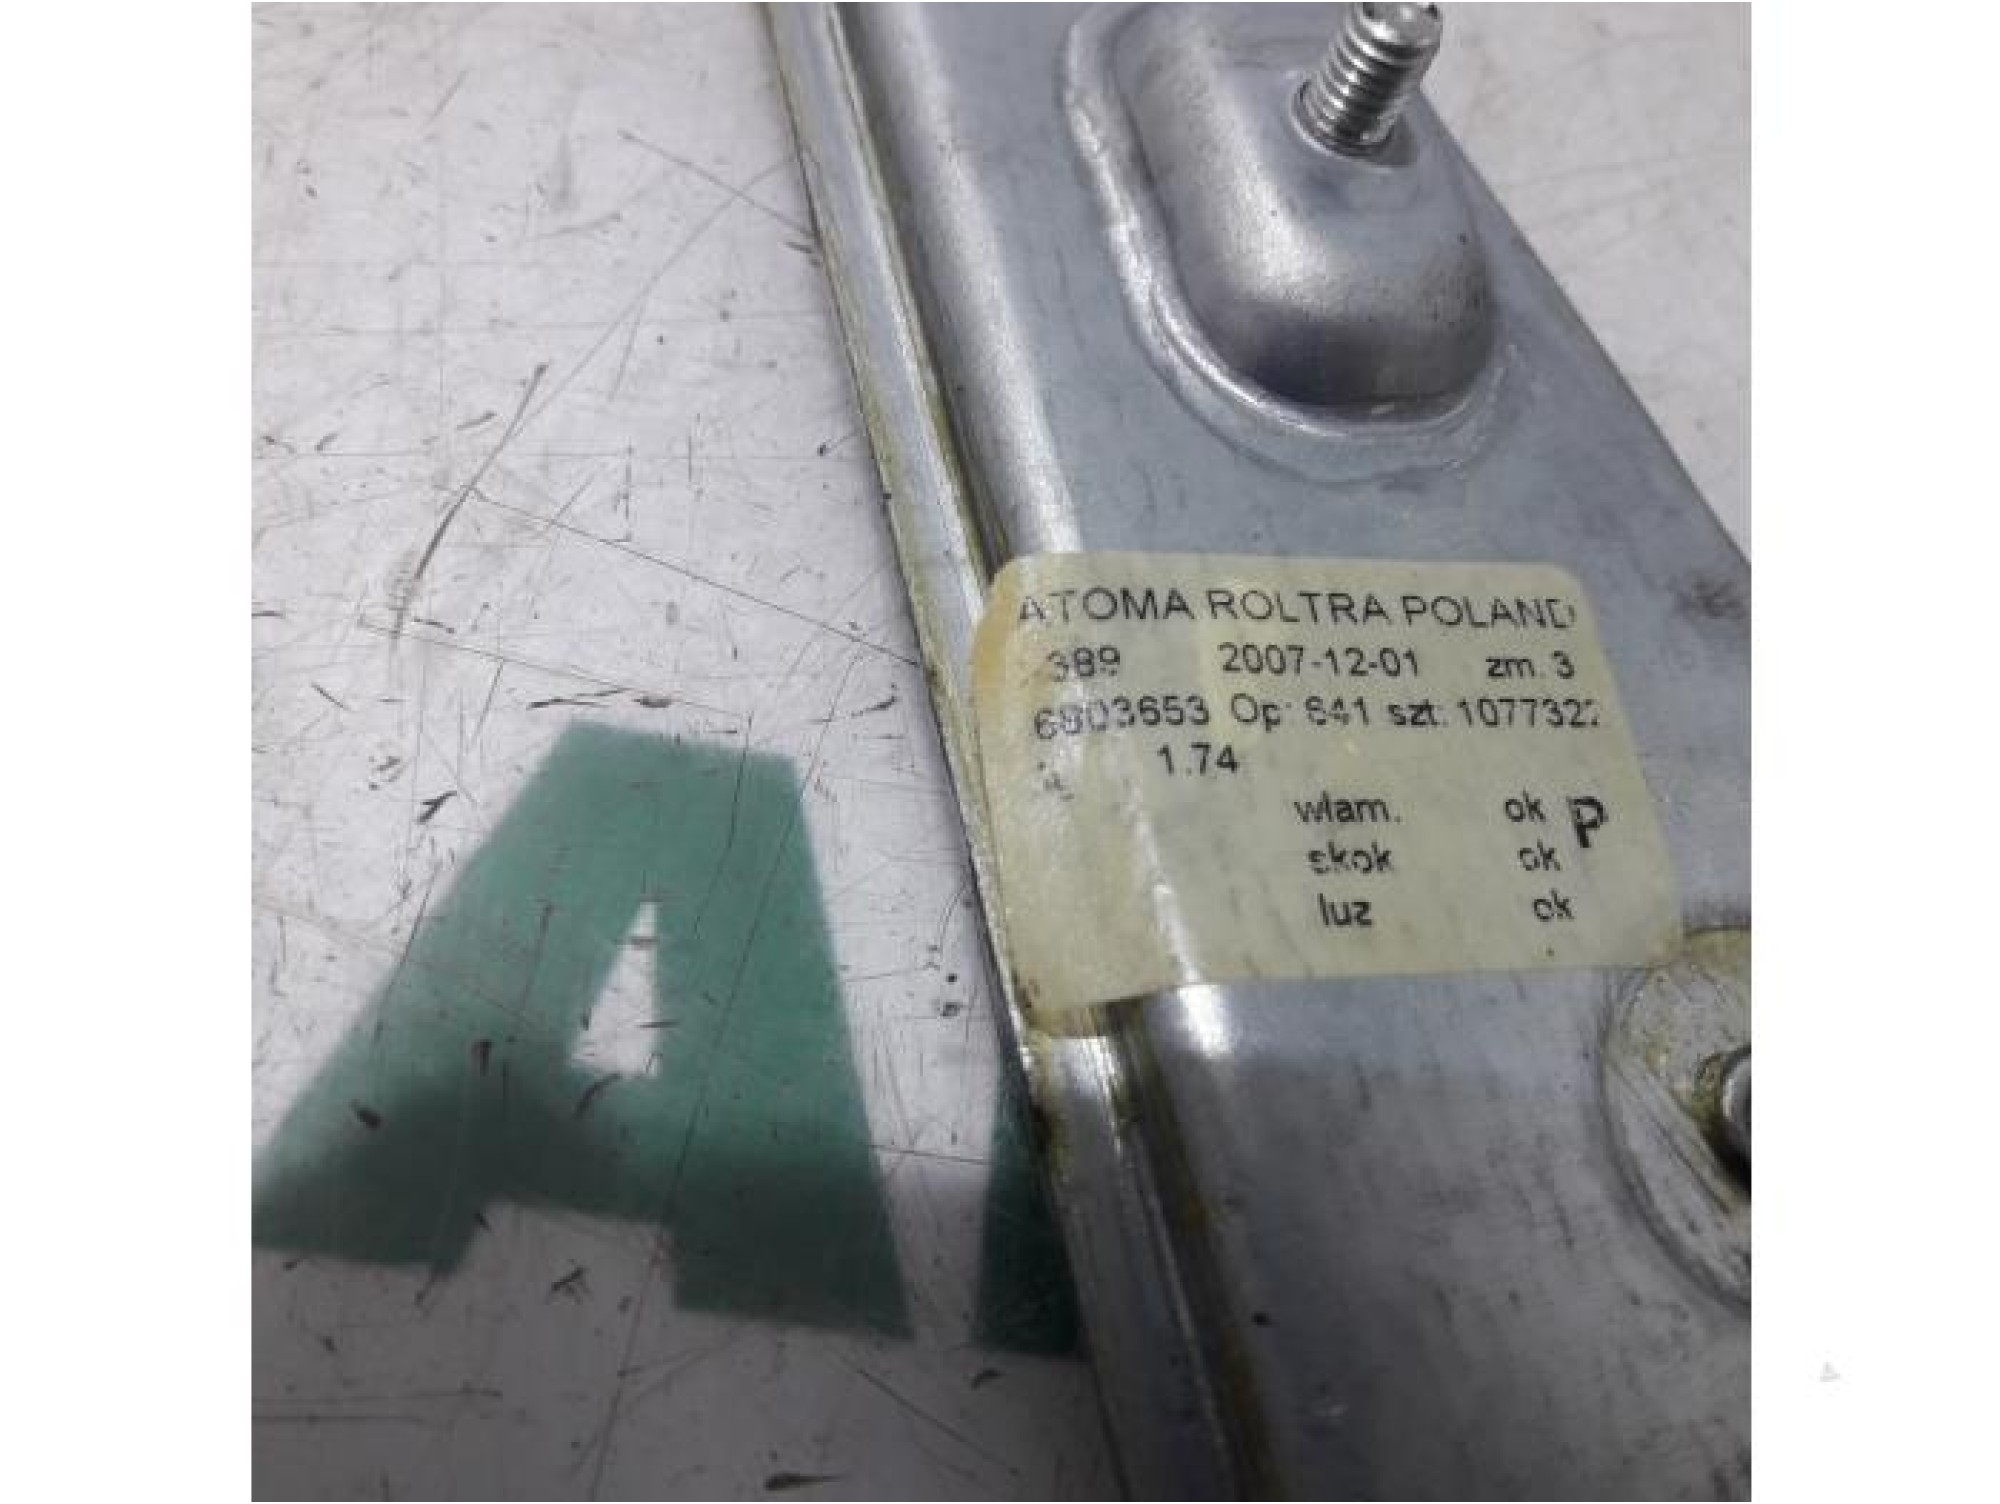 ATOMA ROLTRA POLAND
389 2007-12-01 zm. 3
6803653 Op: 641 szt: 1077322
1.74
włam. ok P
skok ok
luz ok
A